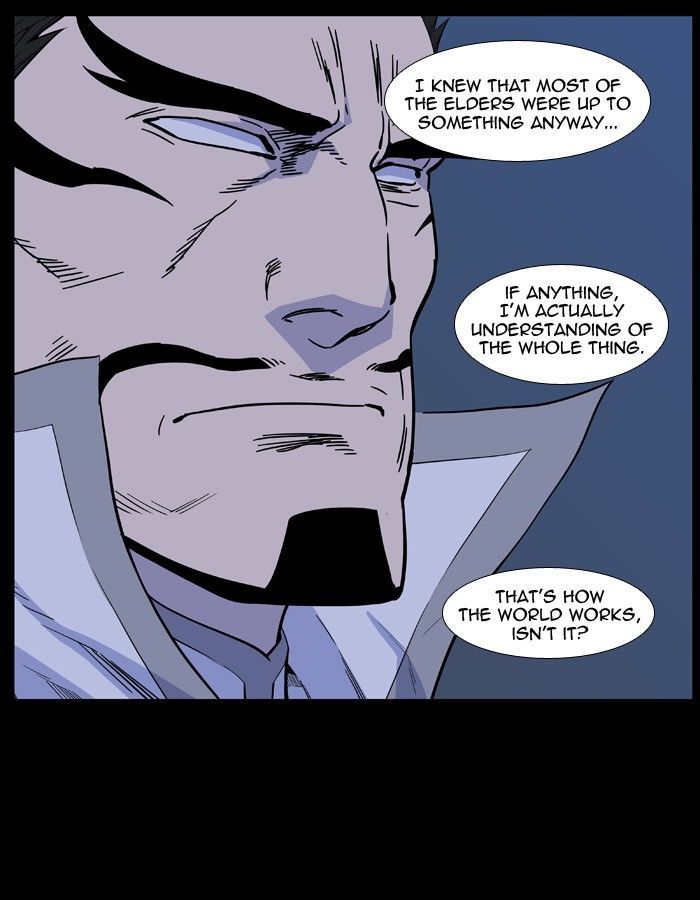 I KNEW THAT MOST OF
THE ELDERS WERE UP TO
SOMETHING ANYWAY...
IF ANYTHING,
I'M ACTUALLY
UNDERSTANDING OF
THE WHOLE THING.
THAT'S HOW
THE WORLD WORKS,
ISN'T IT?